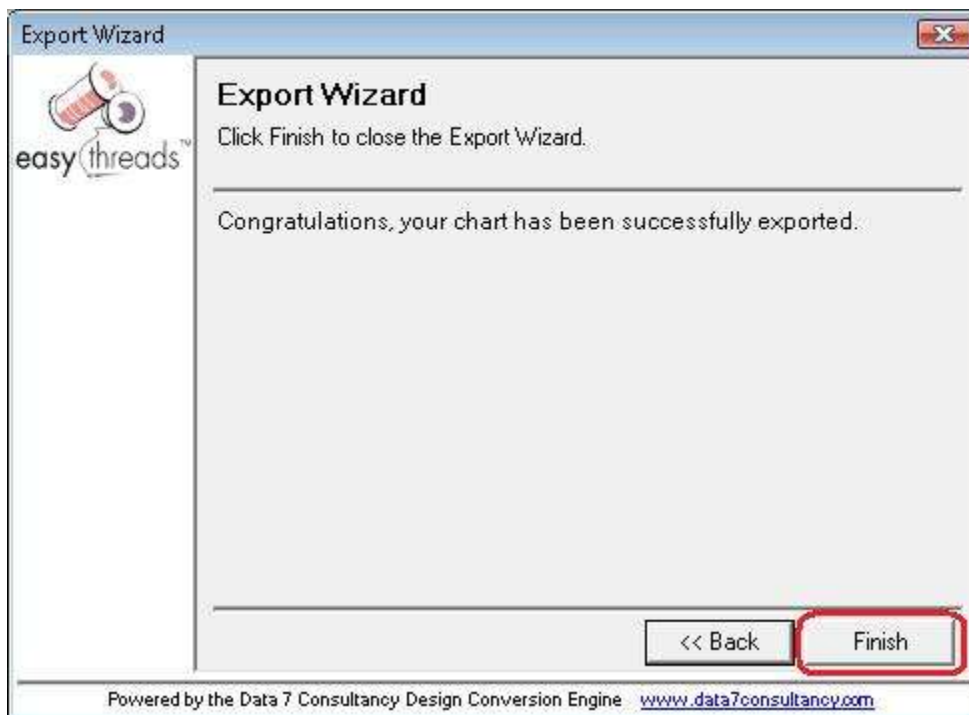 Export Wizard
easy threads™
Export Wizard
Click Finish to close the Export Wizard.
Congratulations, your chart has been successfully exported.
<< Back
Finish
Powered by the Data 7 Consultancy Design Conversion Engine www.data7consultancy.com